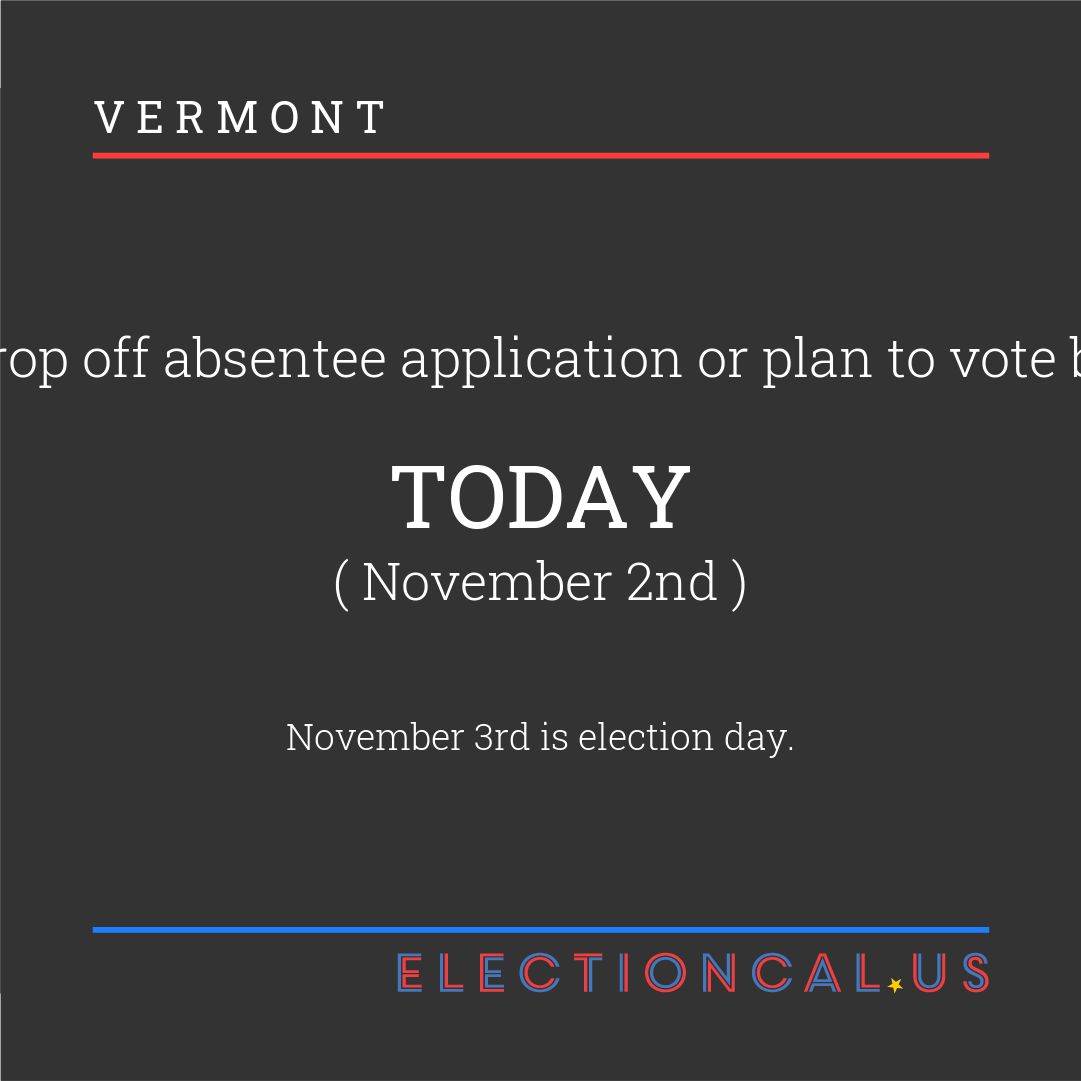 VERMONT
rop off absentee application or plan to vote b
TODAY
( November 2nd )
November 3rd is election day.
ELECTIONCAL.US